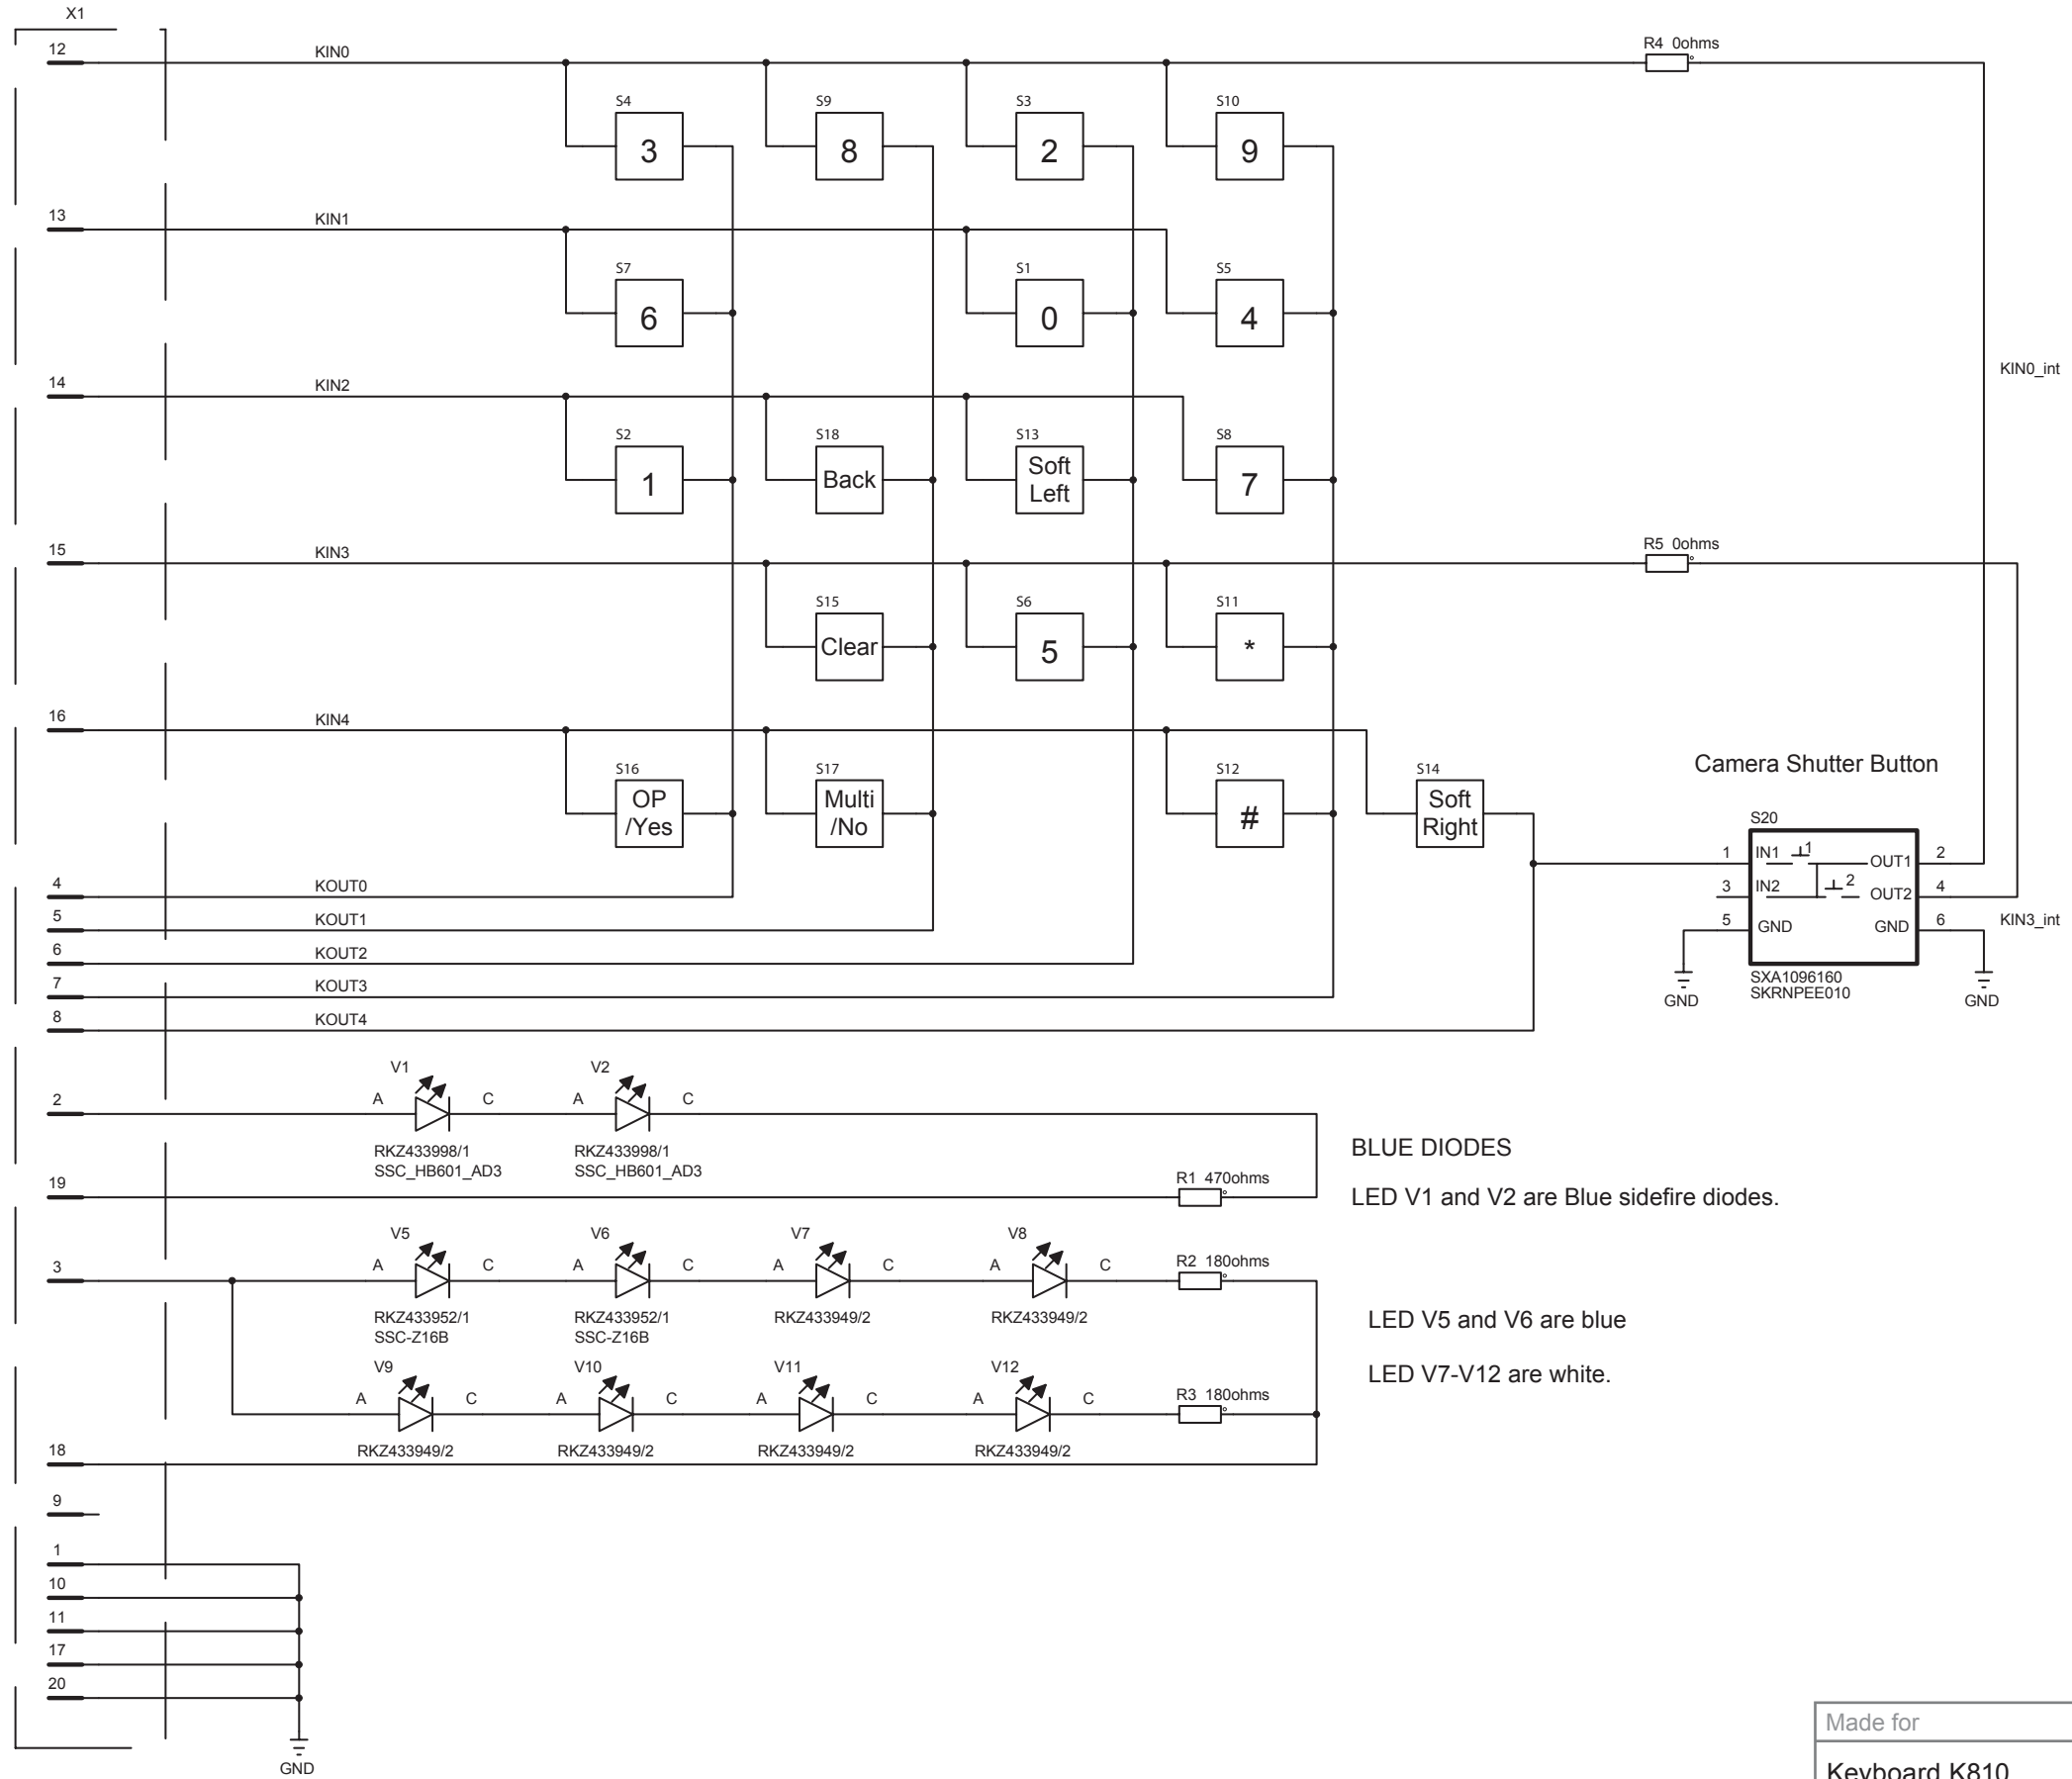 X1
12 KIN0 R4 0ohms
S4 S9 S3 S10
3 8 2 9
13 KIN1
S7 S1 S5
6 0 4
KIN0_int
14 KIN2
S2 S18 S13 S8
1 Back Soft Left 7
15 KIN3 R5 0ohms
S15 S6 S11
Clear 5 *
16 KIN4
Camera Shutter Button
S16 S17 S12 S14
OP /Yes Multi /No # Soft Right
S20
1 IN1 1 OUT1 2
3 IN2 2 OUT2 4
5 GND GND 6
KIN3_int
SXA1096160
SKRNPEE010
GND GND
4 KOUT0
5 KOUT1
6 KOUT2
7 KOUT3
8 KOUT4
V1 V2
2 A C A C
RKZ433998/1 RKZ433998/1
SSC_HB601_AD3 SSC_HB601_AD3
BLUE DIODES
19 R1 470ohms
LED V1 and V2 are Blue sidefire diodes.
V5 V6 V7 V8
3 A C A C A C A C R2 180ohms
RKZ433952/1 RKZ433952/1 RKZ433949/2 RKZ433949/2
SSC-Z16B SSC-Z16B
LED V5 and V6 are blue
V9 V10 V11 V12
LED V7-V12 are white.
A C A C A C A C R3 180ohms
RKZ433949/2 RKZ433949/2 RKZ433949/2 RKZ433949/2
18
9
1
10
11
17
20
GND
Made for
Keyboard K810